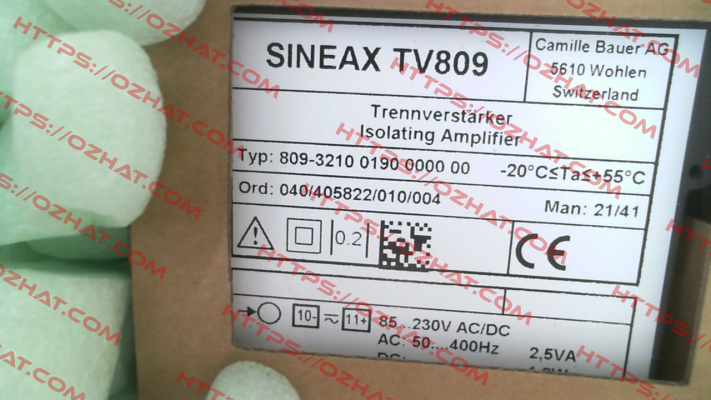 SINEAX TV809
Camille Bauer AG
5610 Wohlen
Switzerland
Trennverstärker
Isolating Amplifier
Typ: 809-3210 0190 0000 00 -20°C≤Ta≤+55°C
Ord: 040/405822/010/004 Man: 21/41
0.2 CE
10- ≂ 11+ 85...230V AC/DC
AC: 50....400Hz 2,5VA
HTTPS://OZHAT.COM